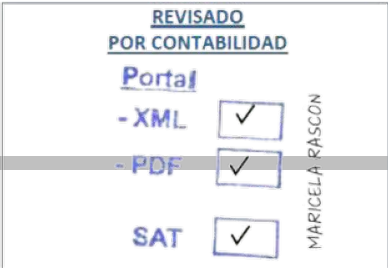 REVISADO
POR CONTABILIDAD
Portal
- XML ✓
- PDF ✓
SAT ✓
MARICELA RASCON